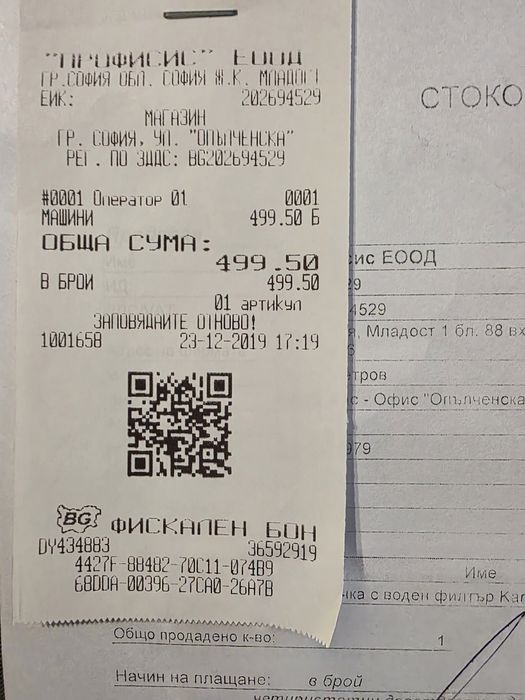 "ПРОФИСИС" ЕООД
ГР.СОФИЯ ОБЛ. СОФИЯ Ж.К. МЛАДОСТ
ЕИК: 202694529
МАГАЗИН
ГР. СОФИЯ, УЛ. "ОПЪЛЧЕНСКА"
РЕГ. ПО ЗДДС: BG202694529
#0001 Оператор 01 0001
МАШИНИ 499.50 Б
ОБЩА СУМА:
499.50
В БРОИ 499.50
01 артикул
ЗАПОВЯДАЙТЕ ОТНОВО!
1001658 23-12-2019 17:19
BG ФИСКАЛЕН БОН
DY434883 36592919
4427F-88482-70C11-074B9
68DDA-00396-27CA0-26A7B
СТОКО
сис ЕООД
29
4529
, Младост 1 бл. 88 вх
6
тров
с - Офис "Опълченска
979
Име
чка с воден филтър Kar
Общо продадено к-во: 1
Начин на плащане: в брой